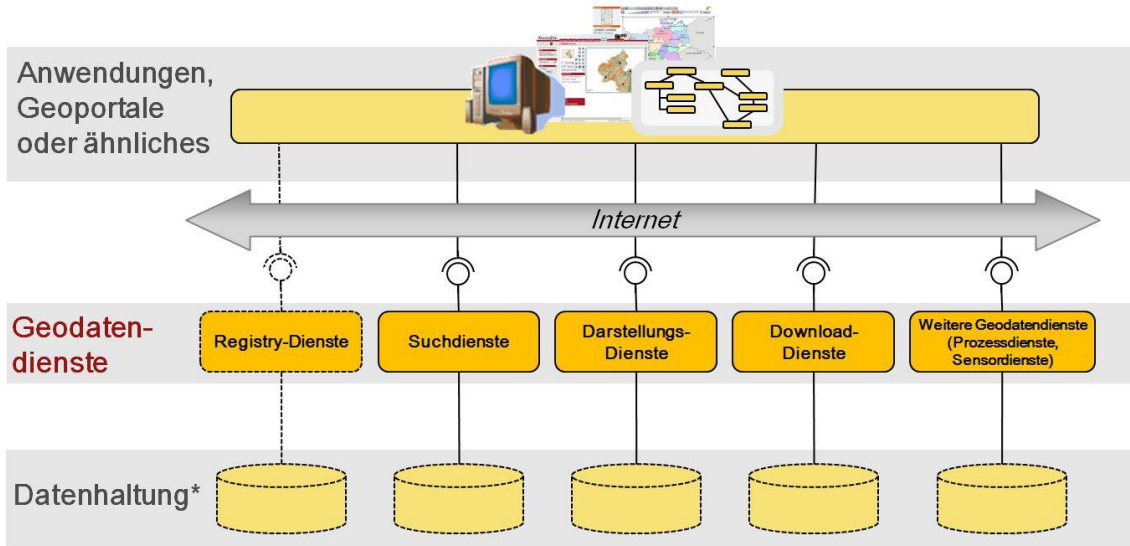 Anwendungen,
Geoportale
oder ähnliches
Internet
Geodaten-
dienste
Registry-Dienste
Suchdienste
Darstellungs-
Dienste
Download-
Dienste
Weitere Geodatendienste
(Prozessdienste,
Sensordienste)
Datenhaltung*